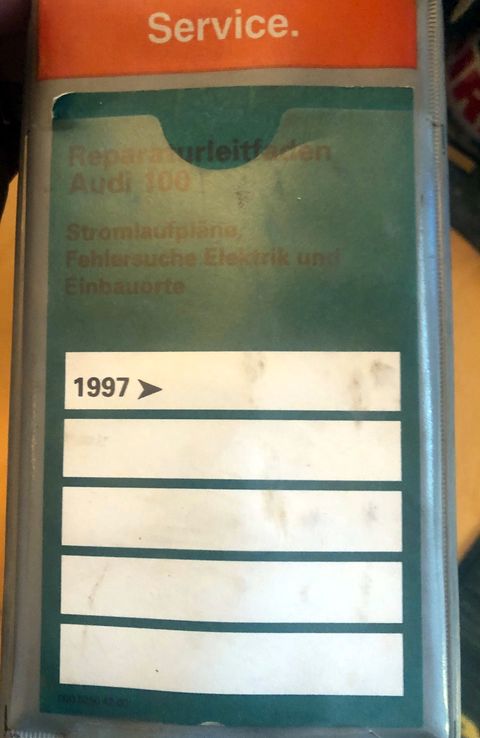 Service.
Reparaturleitfaden
Audi 100
Stromlaufpläne,
Fehlersuche Elektrik und
Einbauorte
1997 ➤